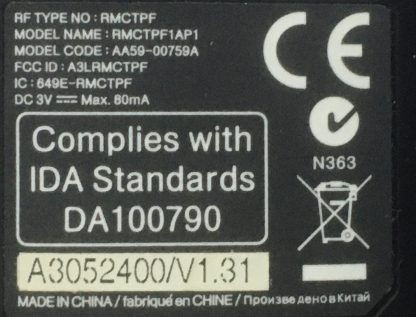 RF TYPE NO : RMCTPF
MODEL NAME : RMCTPF1AP1
MODEL CODE : AA59-00759A
FCC ID : A3LRMCTPF
IC : 649E-RMCTPF
DC 3V ⎓ Max. 80mA
CE
N363
Complies with
IDA Standards
DA100790
A3052400/V1.31
MADE IN CHINA / fabriqué en CHINE / Произведено в Китай